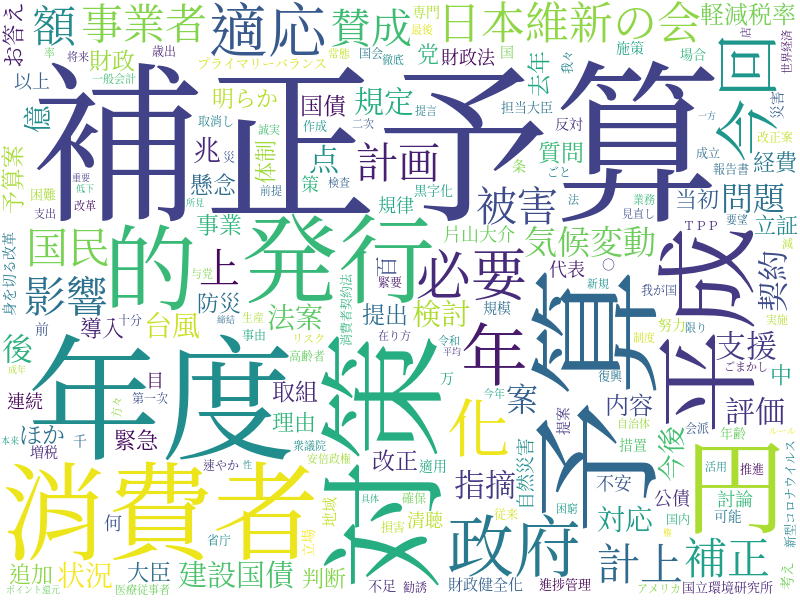 お答え
事業者
額
適応
賛成
日本維新の会
軽減税率
専門
最後
率
将来
歳出
財政
プライマリーバランス
常態
国会
徹底
党
財政法
去年
国
施策
我々
場合
店
世界経済
以上
一般会計
明らか
国債
規定
担当大臣
災害
今回
億
補正予算
取消し
誠実
作成
提言
二次
反対
一方
改正案
兆
災
体制
点
計画
質問
成立
報告書
経費
予算案
困難
重要
低下
支出
改革
懸念
策
前提
検査
黒字化
条
ごと
業務
見直し
当初
問題
法
要望
減
所見
事業
規律
被害
TPP
立証
国民
的
発行
片山大介
気候変動
身を切る改革
与党
上
百
緊要
必要
代表
〇
新規
我が国
契約
影響
防災
生産
締結
消費者契約法
規模
予算
平成
実施
前
導入
台風
十分
事由
リスク
法案
提出
検討
在り方
令和
平均
努力
限り
制度
支援
ごまかし
後
成年
方々
年度
高齢者
対策
万
年
今年
復興
中
連続
第一次
目
取組
案
内容
評価
本来
ほか
千
緊急
理由
化
提案
自治体
会派
年齢
ルール
増税
衆議院
措置
今後
速やか
性
安倍政権
改正
適用
指摘
自然災害
不安
活用
推進
消費者
具体
確保
円
公債
討論
何
地域
損害
清聴
従来
困窮
対応
国内
可能
新型コロナウイルス
省庁
立場
政府
計上
補正
追加
状況
大臣
建設国債
判断
財政健全化
進捗管理
考え
ポイント還元
医療従事者
不足
勧誘
アメリカ
国立環境研究所